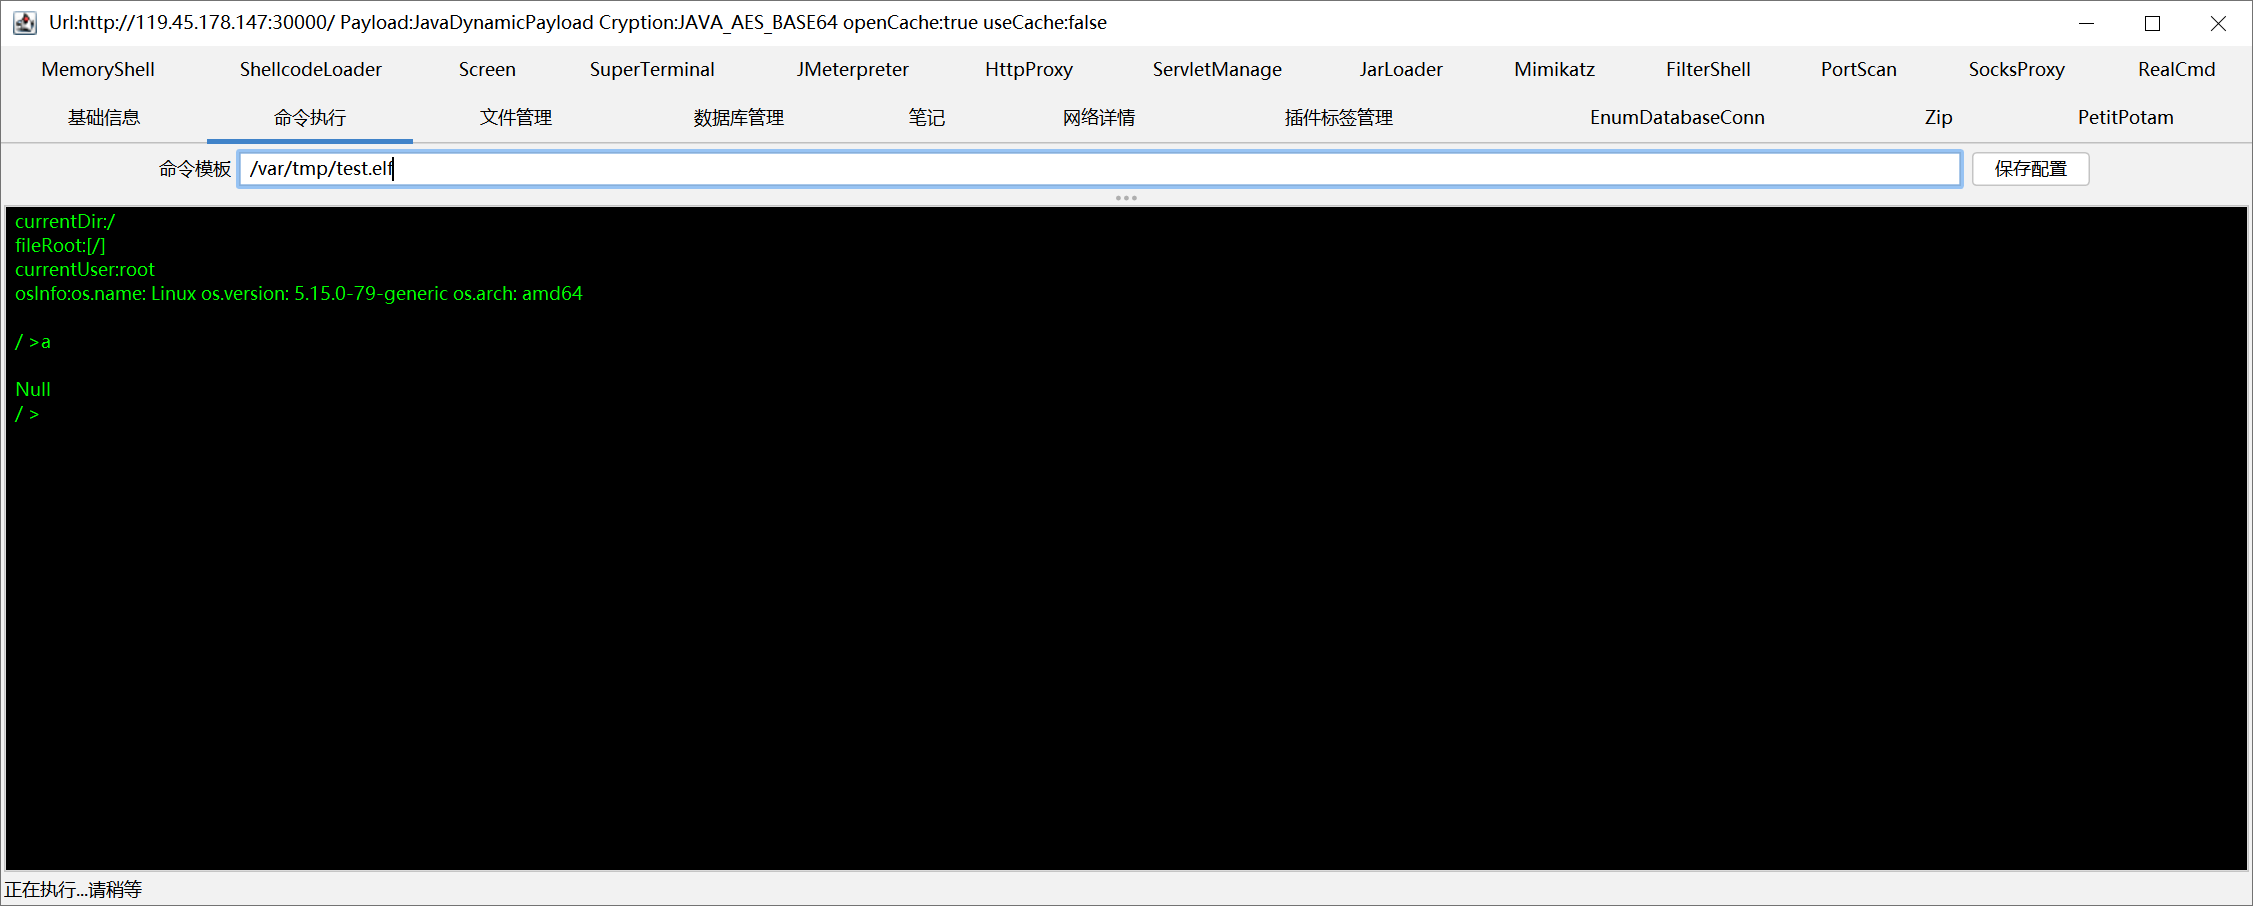 Url:http://119.45.178.147:30000/ Payload:JavaDynamicPayload Cryption:JAVA_AES_BASE64 openCache:true useCache:false
MemoryShell ShellcodeLoader Screen SuperTerminal JMeterpreter HttpProxy ServletManage JarLoader Mimikatz FilterShell PortScan SocksProxy RealCmd
基础信息 命令执行 文件管理 数据库管理 笔记 网络详情 插件标签管理 EnumDatabaseConn Zip PetitPotam
命令模板 /var/tmp/test.elf 保存配置
currentDir:/
fileRoot:[/]
currentUser:root
osInfo:os.name: Linux os.version: 5.15.0-79-generic os.arch: amd64
/ >a
Null
/ >
正在执行...请稍等